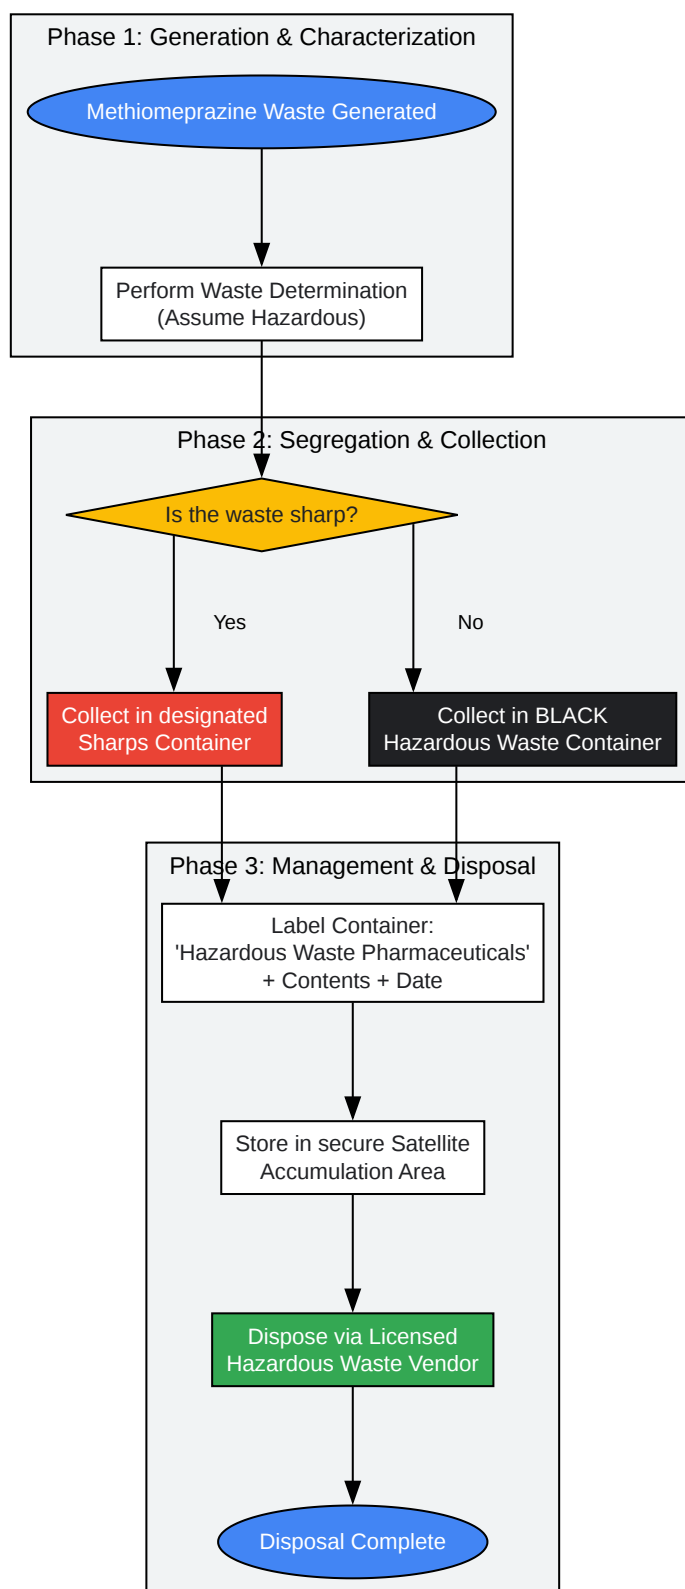 Phase 1: Generation & Characterization
Methiomeprazine Waste Generated
Perform Waste Determination
(Assume Hazardous)
Phase 2: Segregation & Collection
Is the waste sharp?
Yes
No
Collect in designated
Sharps Container
Collect in BLACK
Hazardous Waste Container
Phase 3: Management & Disposal
Label Container:
'Hazardous Waste Pharmaceuticals'
+ Contents + Date
Store in secure Satellite
Accumulation Area
Dispose via Licensed
Hazardous Waste Vendor
Disposal Complete